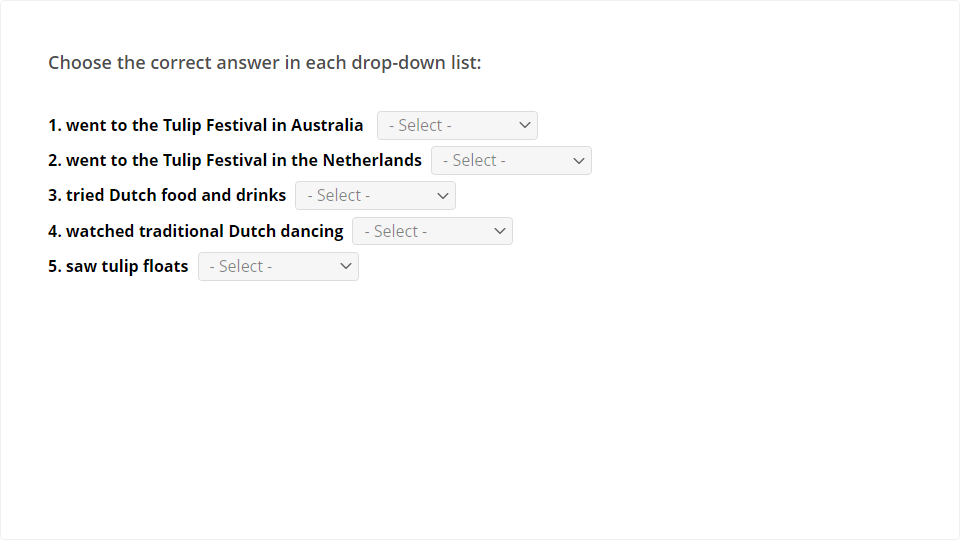 Choose the correct answer in each drop-down list:
1. went to the Tulip Festival in Australia - Select -
2. went to the Tulip Festival in the Netherlands - Select -
3. tried Dutch food and drinks - Select -
4. watched traditional Dutch dancing - Select -
5. saw tulip floats - Select -